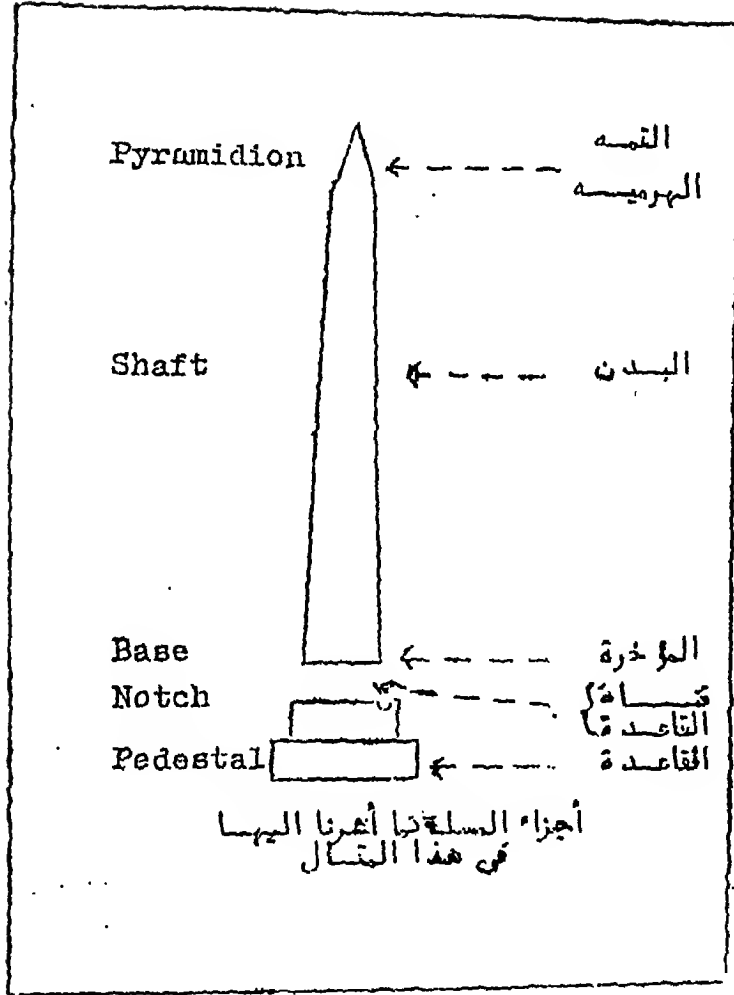 Pyramidion
القمه
الهرميه
Shaft
البدن
Base
المؤخرة
Notch
قناة
القاعدة
Pedestal
القاعدة
أجزاء المسلة كما أشرنا اليها
في هذا المقال